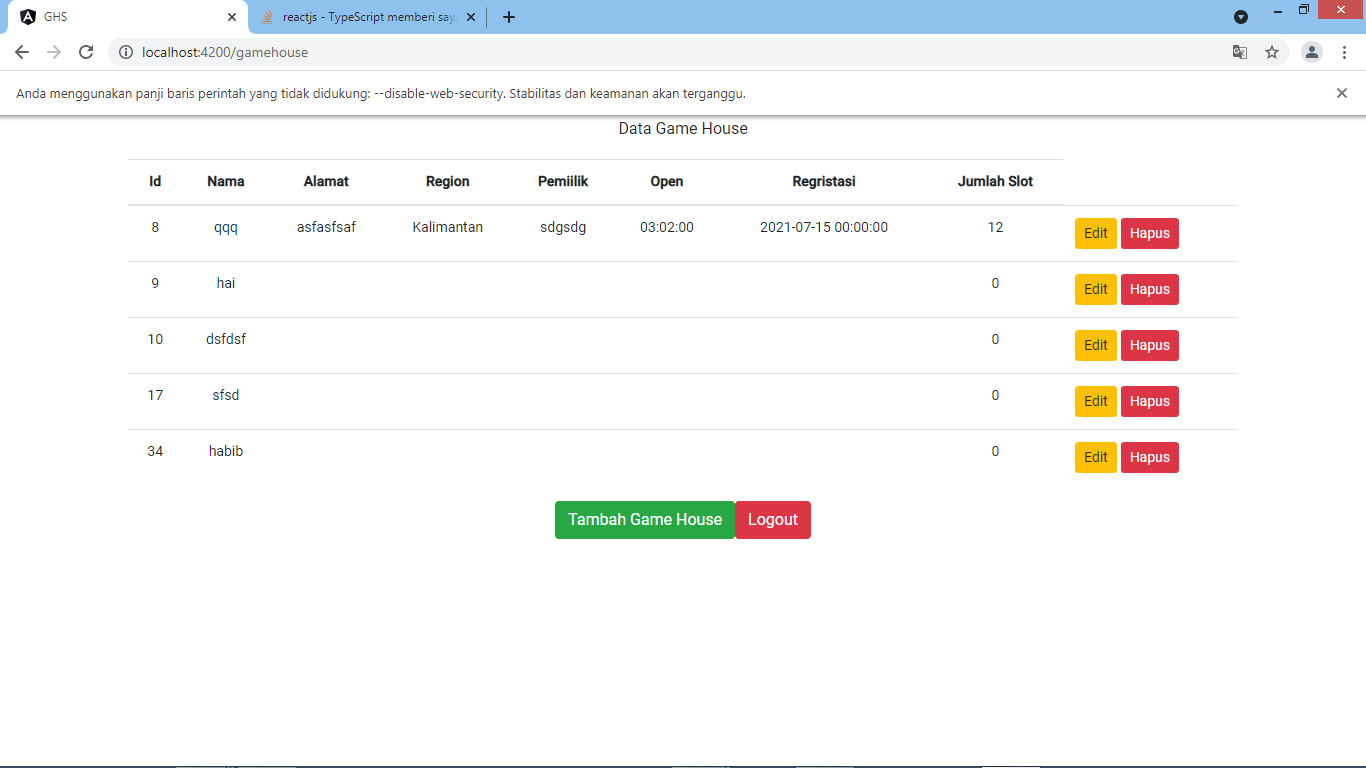 GHS
reactjs - TypeScript memberi say
localhost:4200/gamehouse
Anda menggunakan panji baris perintah yang tidak didukung: --disable-web-security. Stabilitas dan keamanan akan terganggu.
Data Game House
Id Nama Alamat Region Pemiilik Open Regristasi Jumlah Slot
8 qqq asfasfsaf Kalimantan sdgsdg 03:02:00 2021-07-15 00:00:00 12 Edit Hapus
9 hai 0 Edit Hapus
10 dsfdsf 0 Edit Hapus
17 sfsd 0 Edit Hapus
34 habib 0 Edit Hapus
Tambah Game House Logout